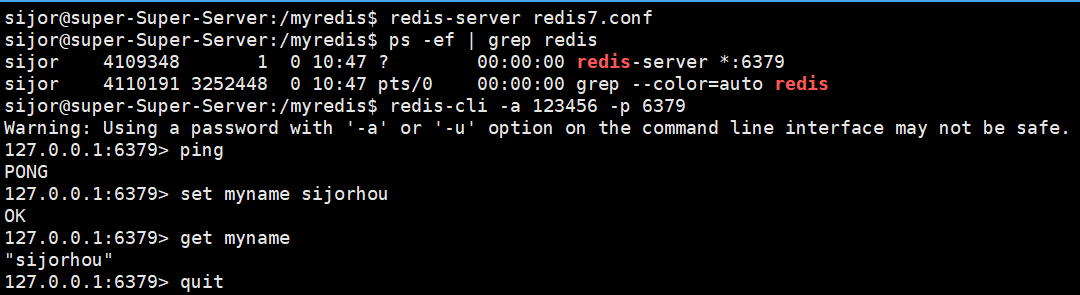 sijor@super-Super-Server:/myredis$ redis-server redis7.conf
sijor@super-Super-Server:/myredis$ ps -ef | grep redis
sijor    4109348       1  0 10:47 ?        00:00:00 redis-server *:6379
sijor    4110191 3252448  0 10:47 pts/0    00:00:00 grep --color=auto redis
sijor@super-Super-Server:/myredis$ redis-cli -a 123456 -p 6379
Warning: Using a password with '-a' or '-u' option on the command line interface may not be safe.
127.0.0.1:6379> ping
PONG
127.0.0.1:6379> set myname sijorhou
OK
127.0.0.1:6379> get myname
"sijorhou"
127.0.0.1:6379> quit